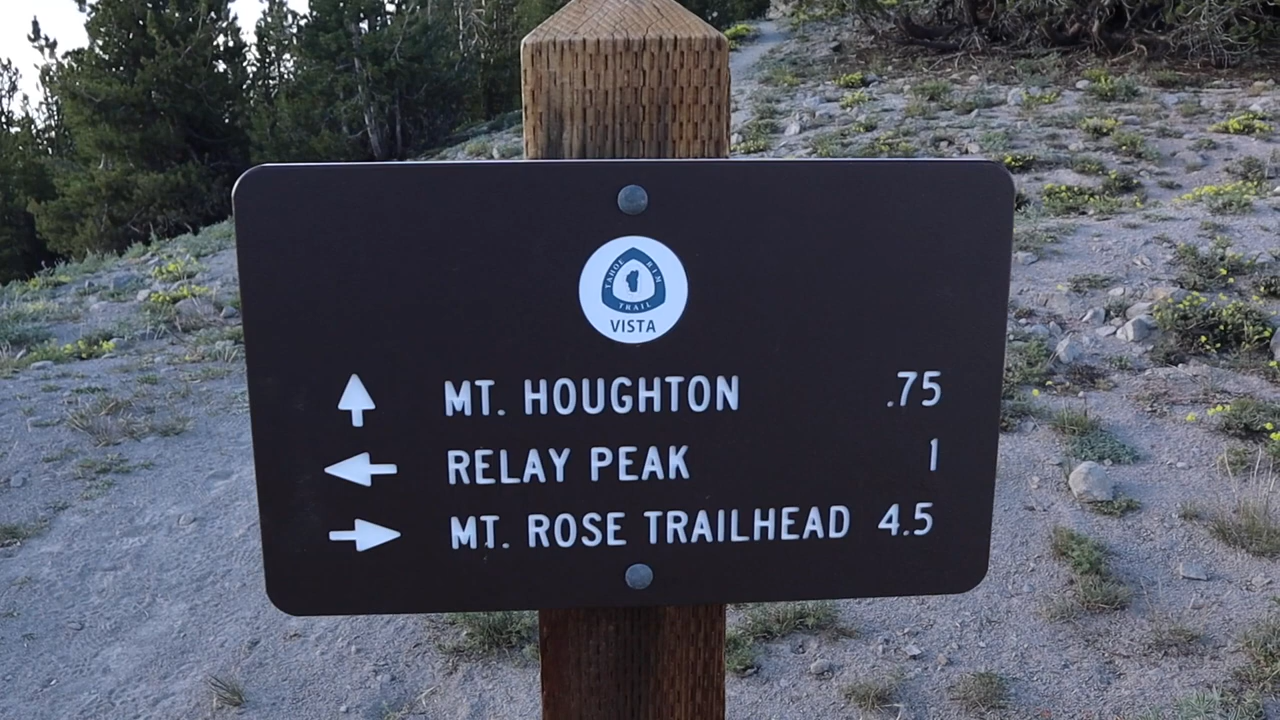 TAHOE RIM
TRAIL
VISTA
MT. HOUGHTON .75
RELAY PEAK 1
MT. ROSE TRAILHEAD 4.5